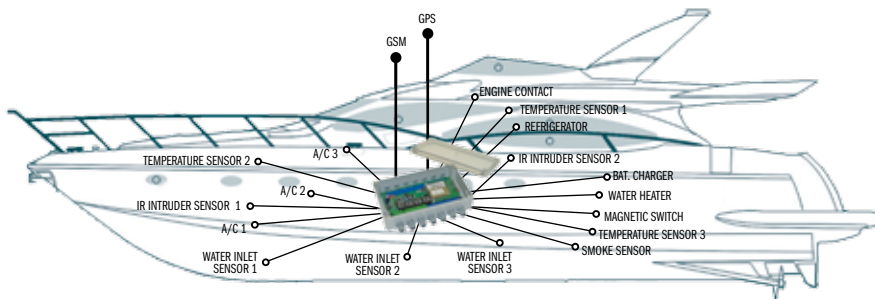 GPS
GSM
ENGINE CONTACT
TEMPERATURE SENSOR 1
REFRIGERATOR
A/C 3
IR INTRUDER SENSOR 2
TEMPERATURE SENSOR 2
BAT. CHARGER
A/C 2
WATER HEATER
IR INTRUDER SENSOR 1
MAGNETIC SWITCH
A/C 1
TEMPERATURE SENSOR 3
SMOKE SENSOR
WATER INLET
SENSOR 1
WATER INLET
SENSOR 2
WATER INLET
SENSOR 3